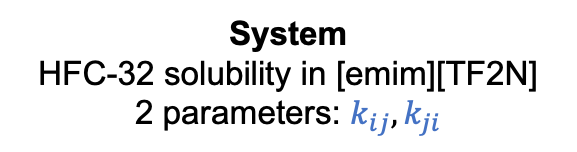 System
HFC-32 solubility in [emim][TF2N]
2 parameters: kᵢⱼ, kⱼᵢ